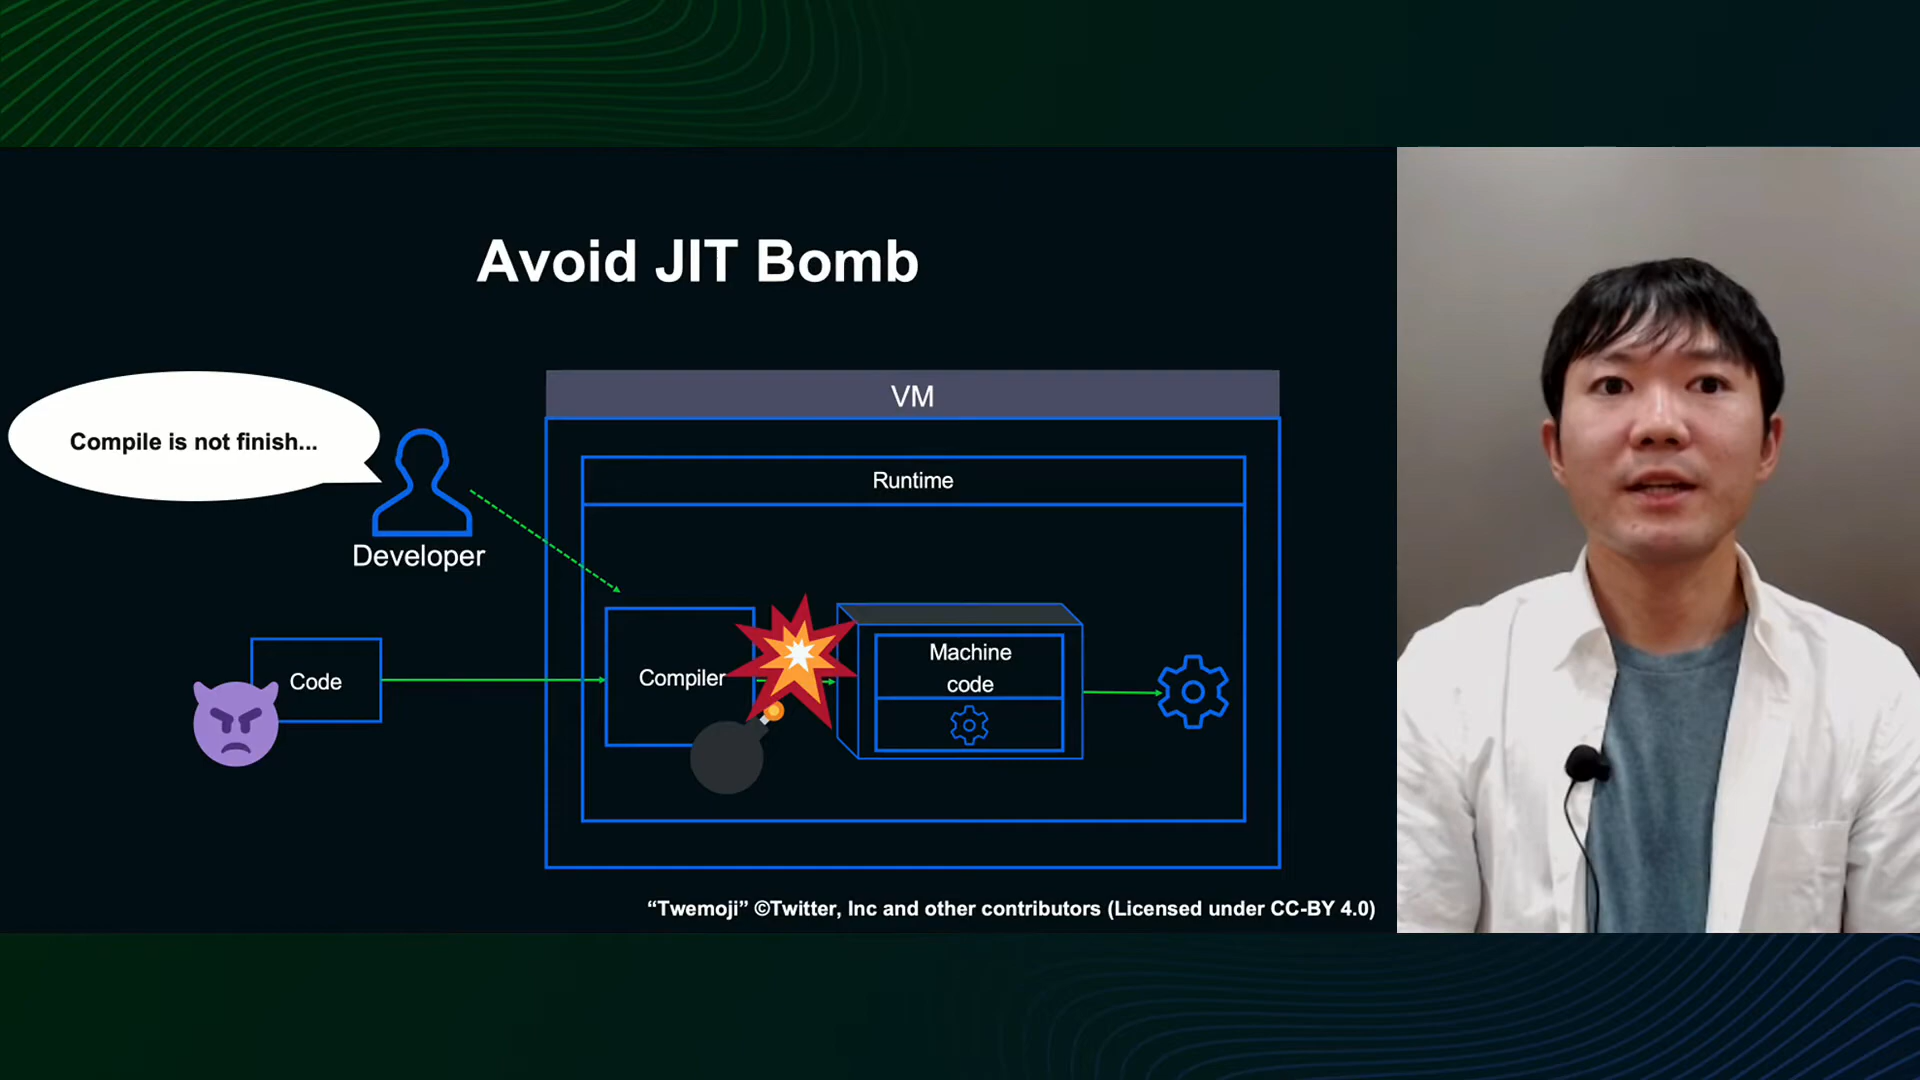 Avoid JIT Bomb
VM
Compile is not finish...
Runtime
Developer
Code
Compiler
Machine
code
“Twemoji” ©Twitter, Inc and other contributors (Licensed under CC-BY 4.0)